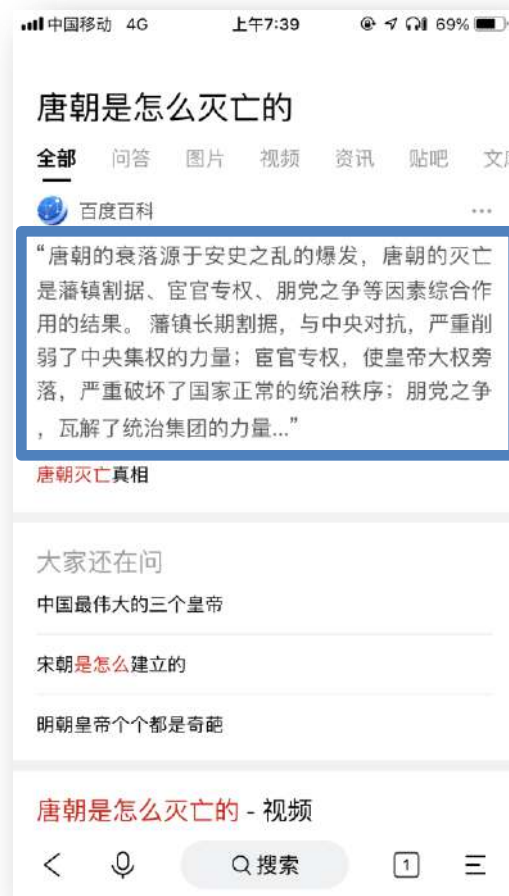 中国移动 4G 上午7:39 69%
唐朝是怎么灭亡的
全部 问答 图片 视频 资讯 贴吧 文
百度百科 ...
“唐朝的衰落源于安史之乱的爆发，唐朝的灭亡
是藩镇割据、宦官专权、朋党之争等因素综合作
用的结果。 藩镇长期割据，与中央对抗，严重削
弱了中央集权的力量；宦官专权，使皇帝大权旁
落，严重破坏了国家正常的统治秩序；朋党之争
，瓦解了统治集团的力量...”
唐朝灭亡真相
大家还在问
中国最伟大的三个皇帝
宋朝是怎么建立的
明朝皇帝个个都是奇葩
唐朝是怎么灭亡的 - 视频
搜索 1